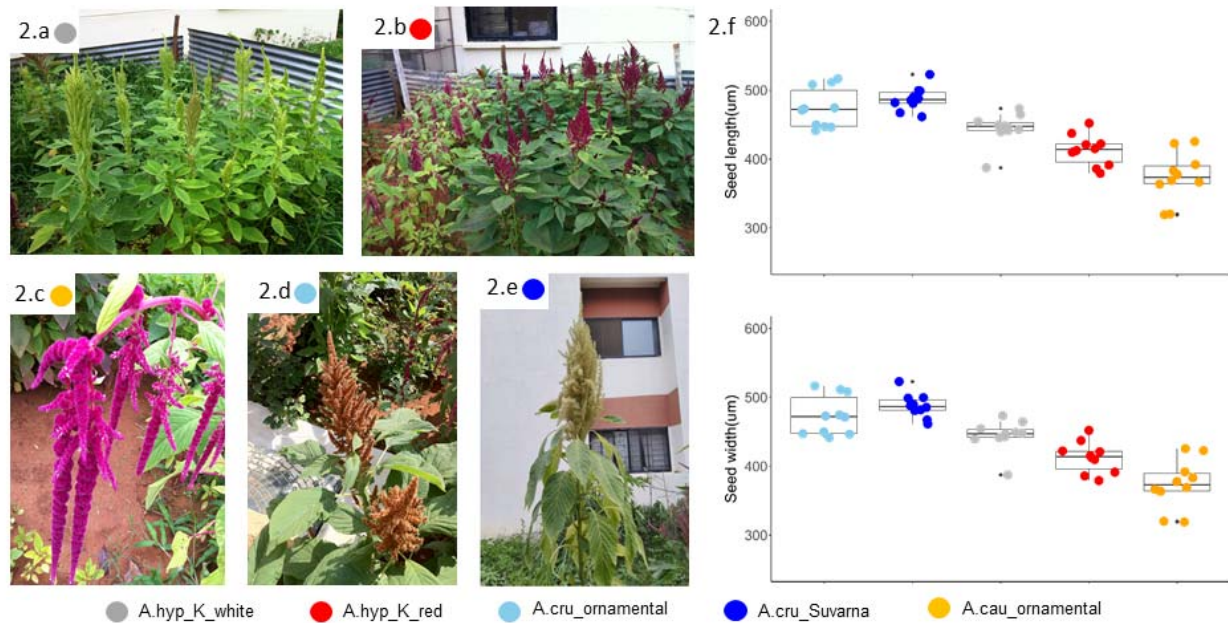 2.a
2.b
2.c
2.d
2.e
2.f
600
500
400
300
Seed length(um)
600
500
400
300
Seed width(um)
A.hyp_K_white
A.hyp_K_red
A.cru_ornamental
A.cru_Suvarna
A.cau_ornamental